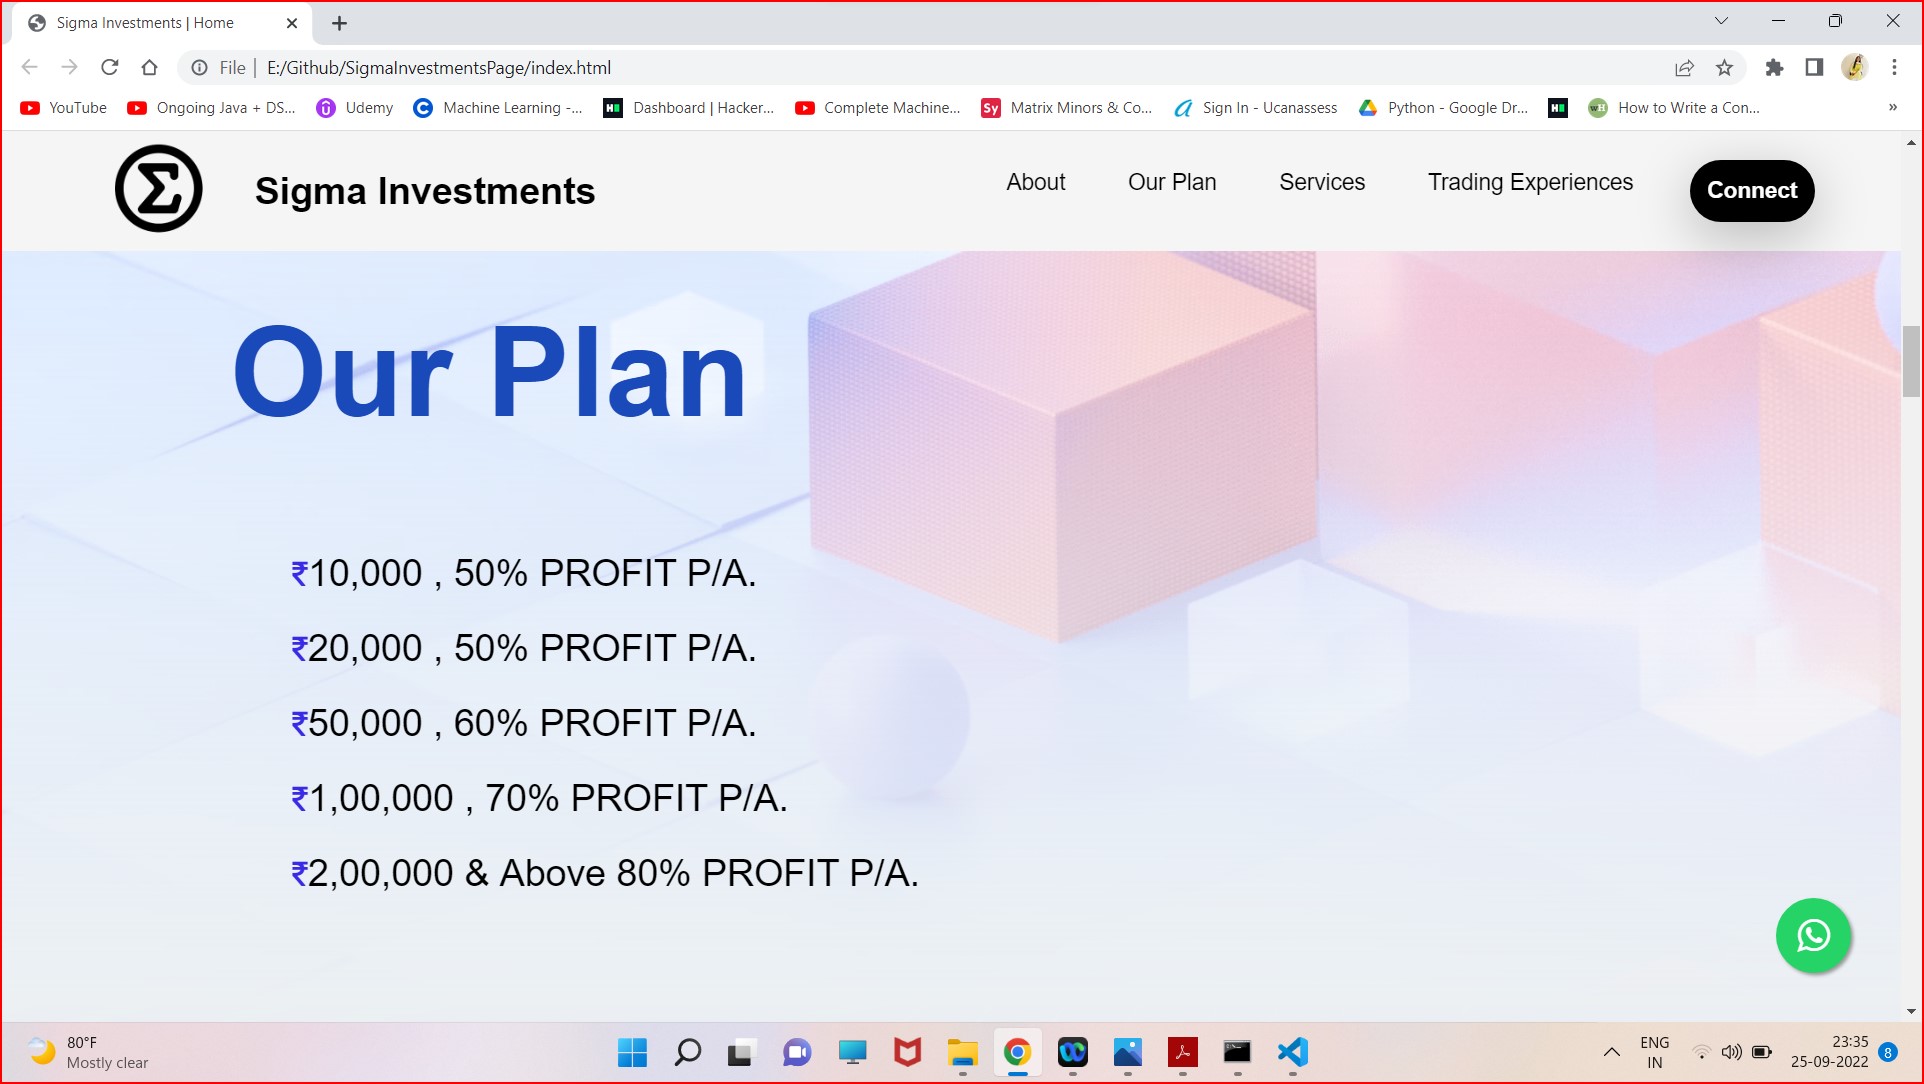 Sigma Investments | Home
File | E:/Github/SigmaInvestmentsPage/index.html
YouTube Ongoing Java + DS... Udemy Machine Learning -... Dashboard | Hacker... Complete Machine... Sy Matrix Minors & Co... Sign In - Ucanassess Python - Google Dr... How to Write a Con... »
Σ Sigma Investments About Our Plan Services Trading Experiences Connect
Our Plan
₹10,000 , 50% PROFIT P/A.
₹20,000 , 50% PROFIT P/A.
₹50,000 , 60% PROFIT P/A.
₹1,00,000 , 70% PROFIT P/A.
₹2,00,000 & Above 80% PROFIT P/A.
80°F
Mostly clear
ENG
IN
23:35
25-09-2022
8